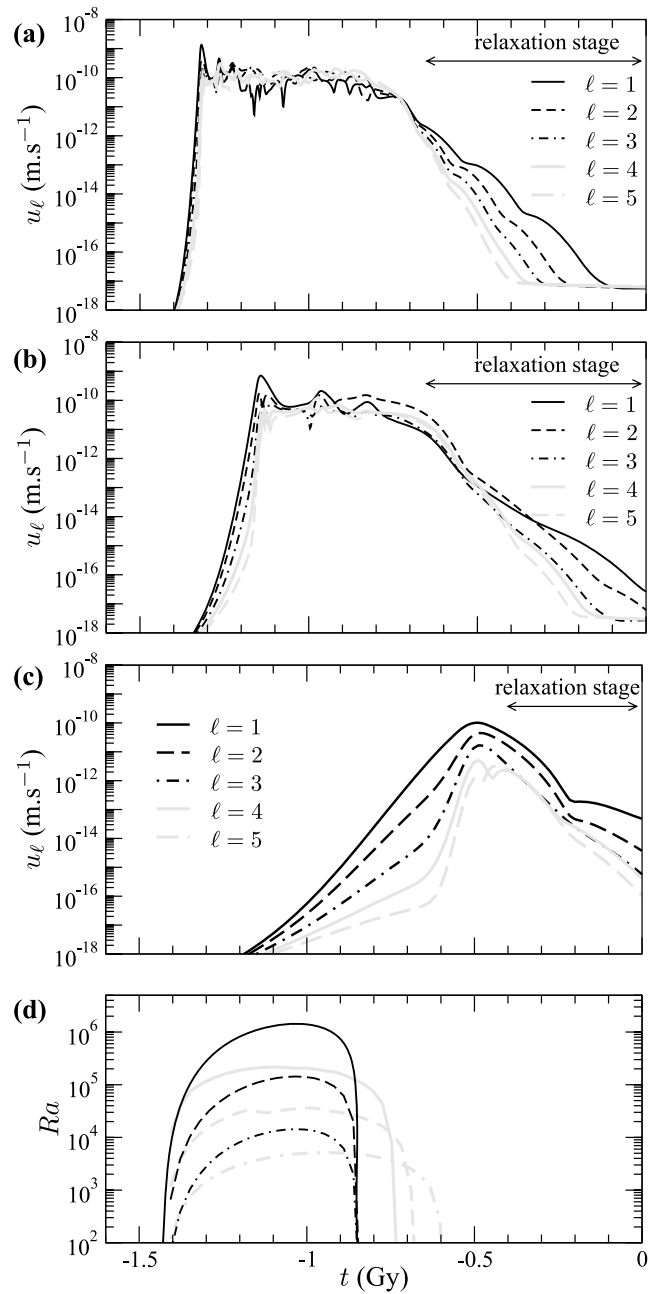 (a)
10^-8
10^-10
10^-12
10^-14
10^-16
10^-18
u_ℓ (m.s^-1)
relaxation stage
ℓ = 1
ℓ = 2
ℓ = 3
ℓ = 4
ℓ = 5
(b)
10^-8
10^-10
10^-12
10^-14
10^-16
10^-18
u_ℓ (m.s^-1)
relaxation stage
ℓ = 1
ℓ = 2
ℓ = 3
ℓ = 4
ℓ = 5
(c)
10^-8
10^-10
10^-12
10^-14
10^-16
10^-18
u_ℓ (m.s^-1)
relaxation stage
ℓ = 1
ℓ = 2
ℓ = 3
ℓ = 4
ℓ = 5
(d)
10^6
10^5
10^4
10^3
10^2
Ra
-1.5
-1
-0.5
0
t (Gy)